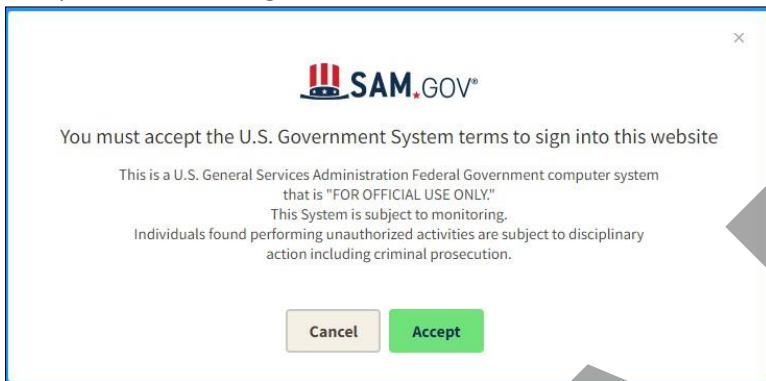 ×
SAM.GOV®
You must accept the U.S. Government System terms to sign into this website
This is a U.S. General Services Administration Federal Government computer system
that is "FOR OFFICIAL USE ONLY."
This System is subject to monitoring.
Individuals found performing unauthorized activities are subject to disciplinary
action including criminal prosecution.
Cancel Accept